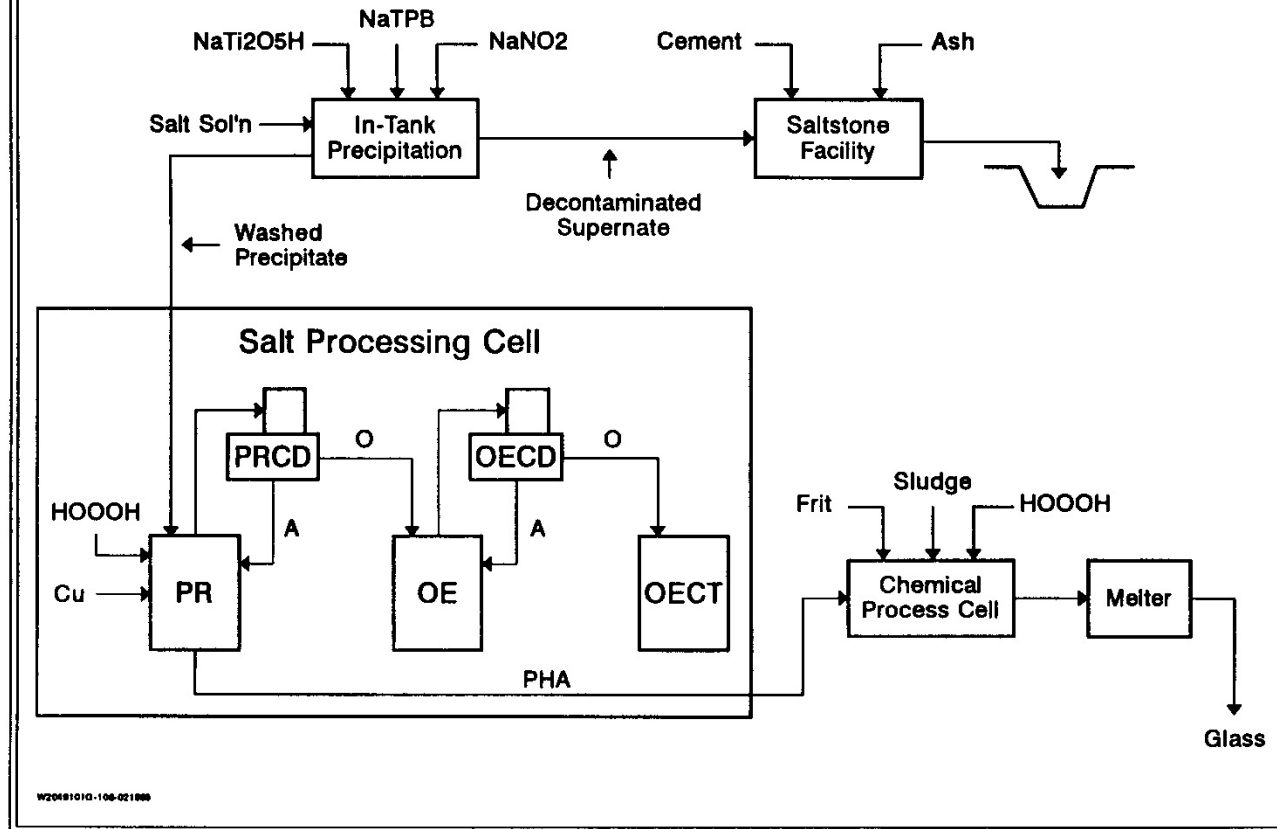 NaTPB
NaTi2O5H
NaNO2
Cement
Ash
Salt Sol'n
In-Tank
Precipitation
Saltstone
Facility
Decontaminated
Supernate
Washed
Precipitate
Salt Processing Cell
PRCD
O
OECD
O
A
A
HOOOH
Cu
PR
OE
OECT
PHA
Frit
Sludge
HOOOH
Chemical
Process Cell
Melter
Glass